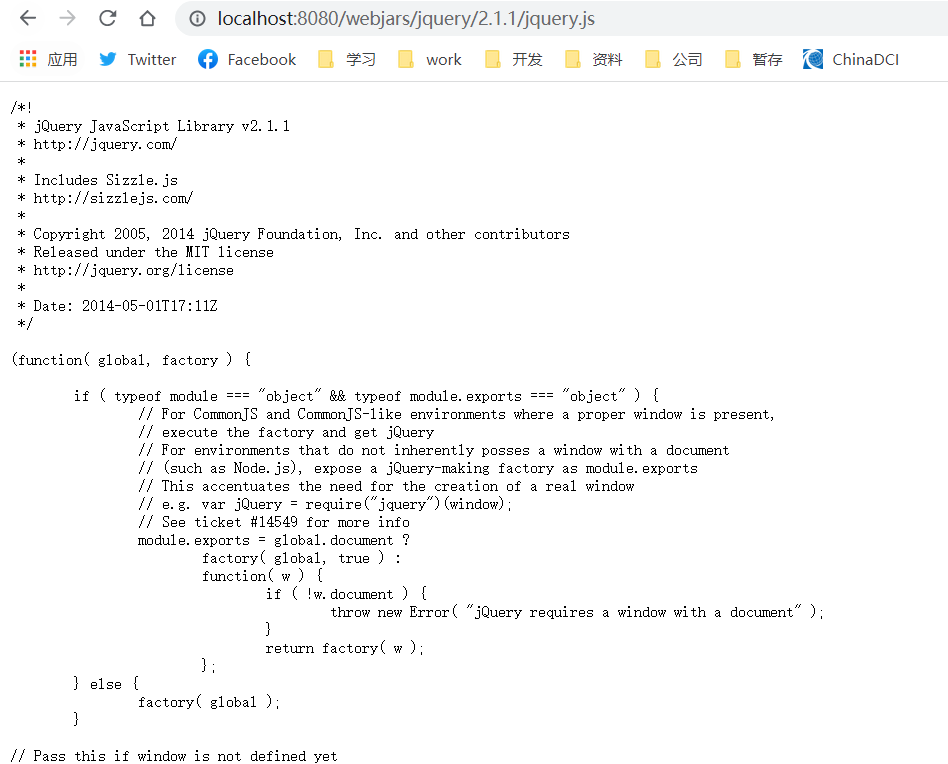 localhost:8080/webjars/jquery/2.1.1/jquery.js
应用 Twitter Facebook 学习 work 开发 资料 公司 暂存 ChinaDCI
/*!
 * jQuery JavaScript Library v2.1.1
 * http://jquery.com/
 *
 * Includes Sizzle.js
 * http://sizzlejs.com/
 *
 * Copyright 2005, 2014 jQuery Foundation, Inc. and other contributors
 * Released under the MIT license
 * http://jquery.org/license
 *
 * Date: 2014-05-01T17:11Z
 */
(function( global, factory ) {
	if ( typeof module === "object" && typeof module.exports === "object" ) {
		// For CommonJS and CommonJS-like environments where a proper window is present,
		// execute the factory and get jQuery
		// For environments that do not inherently posses a window with a document
		// (such as Node.js), expose a jQuery-making factory as module.exports
		// This accentuates the need for the creation of a real window
		// e.g. var jQuery = require("jquery")(window);
		// See ticket #14549 for more info
		module.exports = global.document ?
			factory( global, true ) :
			function( w ) {
				if ( !w.document ) {
					throw new Error( "jQuery requires a window with a document" );
				}
				return factory( w );
			};
	} else {
		factory( global );
	}
// Pass this if window is not defined yet